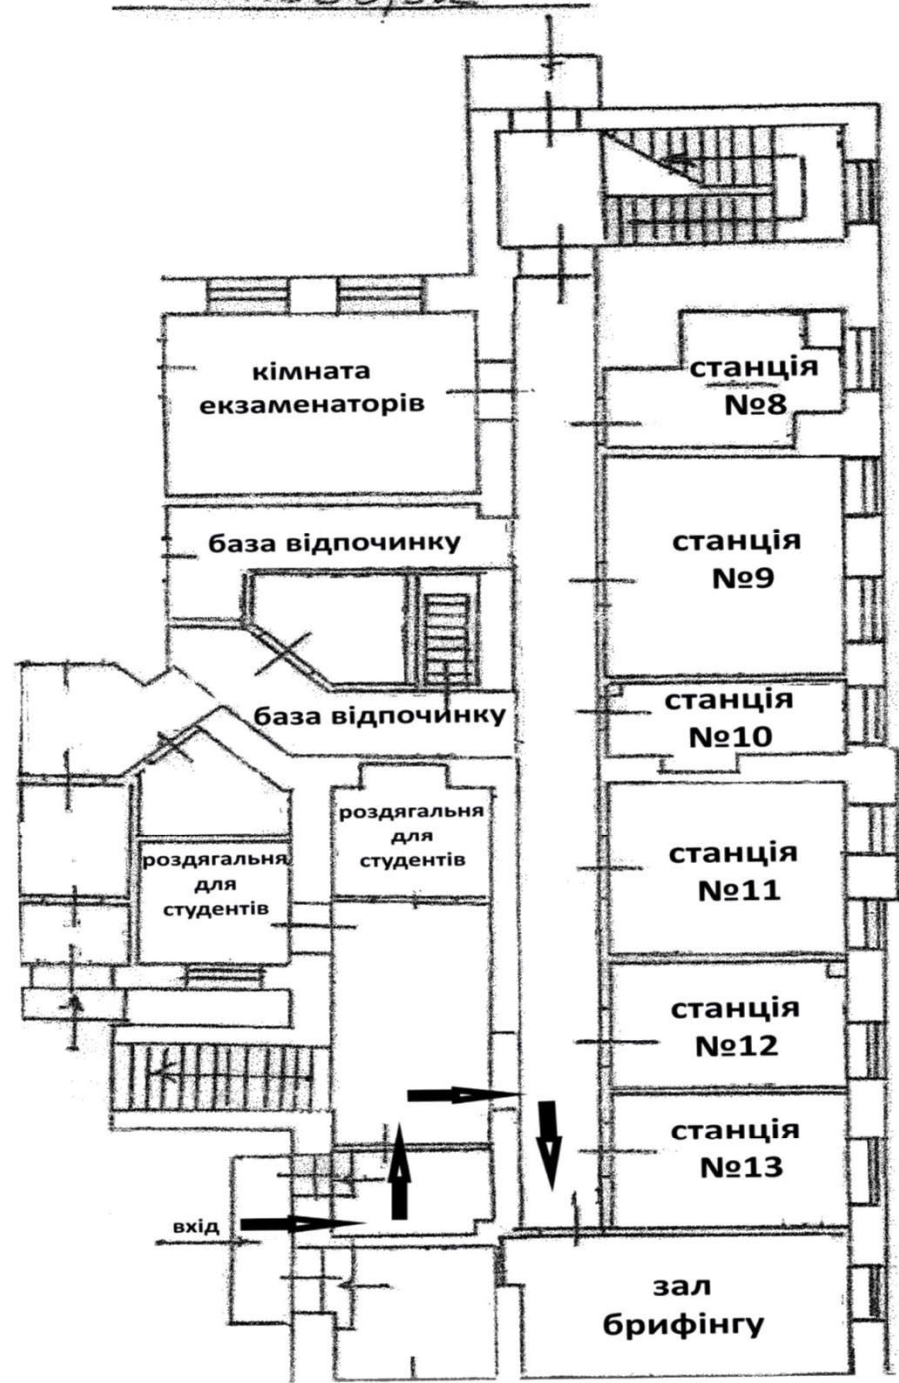 кімната
екзаменаторів
станція
№8
база відпочинку
станція
№9
база відпочинку
станція
№10
роздягальня
для
студентів
роздягальня
для
студентів
станція
№11
станція
№12
станція
№13
вхід
зал
брифінгу